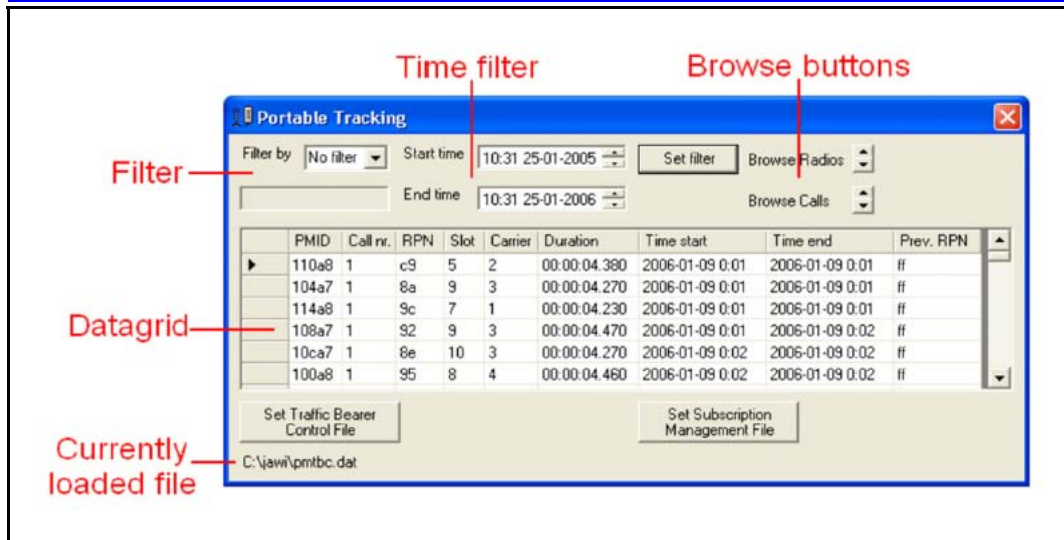 Time filter
Browse buttons
Portable Tracking
Filter by No filter Start time 10:31 25-01-2005 Set filter Browse Radios
Filter
End time 10:31 25-01-2006 Browse Calls
PMID Call nr. RPN Slot Carrier Duration Time start Time end Prev. RPN
110a8 1 c9 5 2 00:00:04.380 2006-01-09 0:01 2006-01-09 0:01 ff
104a7 1 8a 9 3 00:00:04.270 2006-01-09 0:01 2006-01-09 0:01 ff
114a8 1 9c 7 1 00:00:04.230 2006-01-09 0:01 2006-01-09 0:01 ff
Datagrid
108a7 1 92 9 3 00:00:04.470 2006-01-09 0:01 2006-01-09 0:02 ff
10ca7 1 8e 10 3 00:00:04.270 2006-01-09 0:02 2006-01-09 0:02 ff
100a8 1 95 8 4 00:00:04.460 2006-01-09 0:02 2006-01-09 0:02 ff
Set Traffic Bearer
Control File
Set Subscription
Management File
Currently
loaded file
C:\jawi\pmtbc.dat